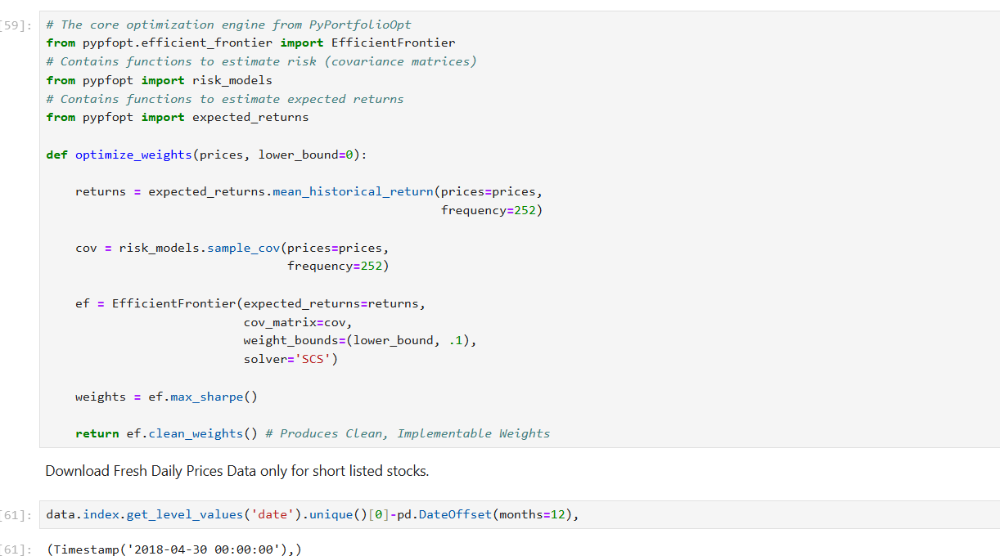 [59]: # The core optimization engine from PyPortfolioOpt
from pypfopt.efficient_frontier import EfficientFrontier
# Contains functions to estimate risk (covariance matrices)
from pypfopt import risk_models
# Contains functions to estimate expected returns
from pypfopt import expected_returns
def optimize_weights(prices, lower_bound=0):
    returns = expected_returns.mean_historical_return(prices=prices,
                                                      frequency=252)
    cov = risk_models.sample_cov(prices=prices,
                                 frequency=252)
    ef = EfficientFrontier(expected_returns=returns,
                           cov_matrix=cov,
                           weight_bounds=(lower_bound, .1),
                           solver='SCS')
    weights = ef.max_sharpe()
    return ef.clean_weights() # Produces Clean, Implementable Weights
Download Fresh Daily Prices Data only for short listed stocks.
[61]: data.index.get_level_values('date').unique()[0]-pd.DateOffset(months=12),
[61]: (Timestamp('2018-04-30 00:00:00'),)